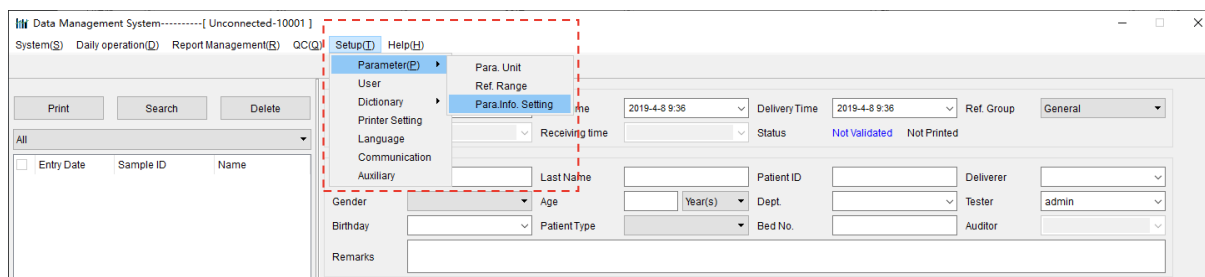 Data Management System----------[ Unconnected-10001 ]
System(S) Daily operation(D) Report Management(R) QC(Q) Setup(T) Help(H)
Parameter(P) Para. Unit
User Ref. Range
Print Search Delete Dictionary Para.Info. Setting me 2019-4-8 9:36 Delivery Time 2019-4-8 9:36 Ref. Group General
Printer Setting
All Language Receiving time Status Not Validated Not Printed
Communication
Entry Date Sample ID Name
Auxiliary Last Name Patient ID Deliverer
Gender Age Year(s) Dept. Tester admin
Birthday Patient Type Bed No. Auditor
Remarks